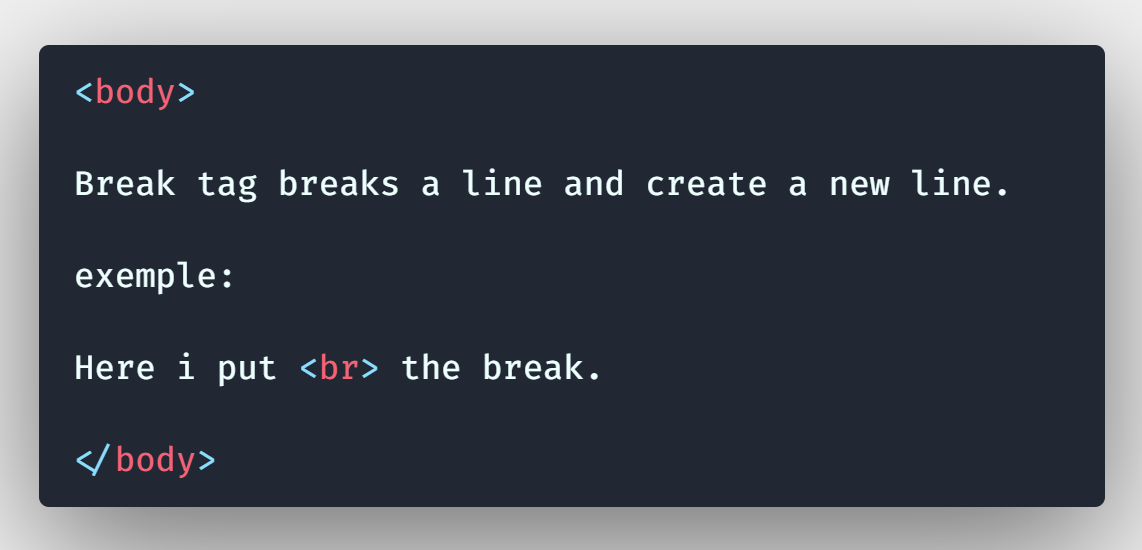 <body>
Break tag breaks a line and create a new line.
exemple:
Here i put <br> the break.
</body>